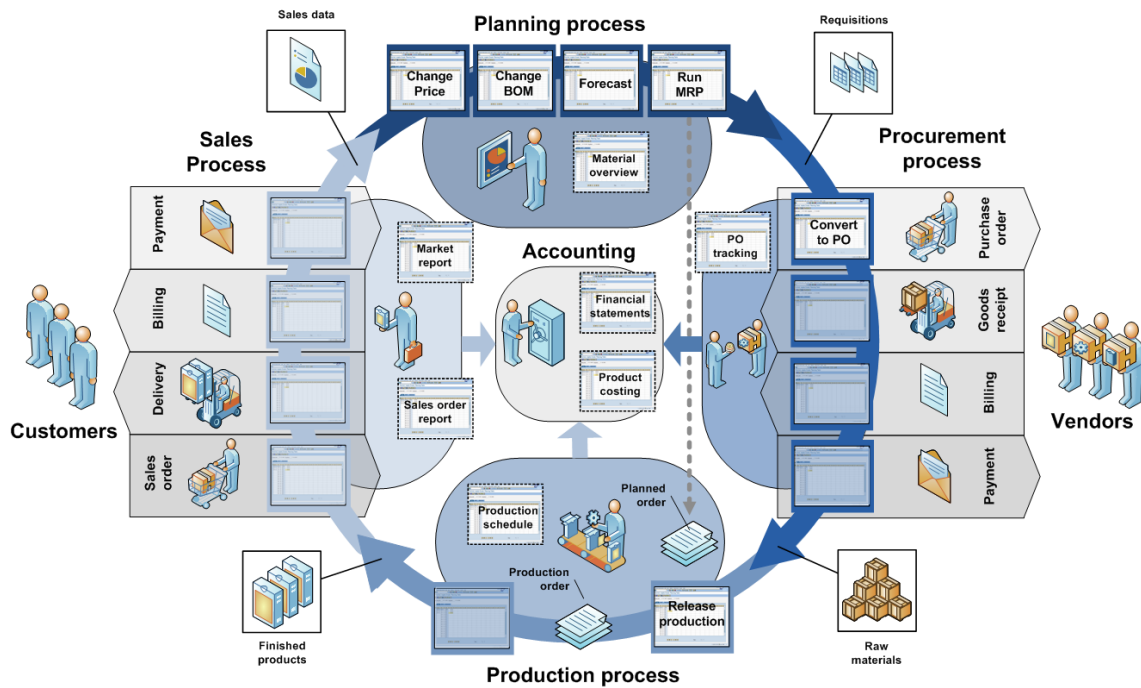 Sales data
Planning process
Requisitions
Change
Price
Change
BOM
Forecast
Run
MRP
Sales
Process
Procurement
process
Material
overview
Payment
Market
report
Accounting
PO
tracking
Convert
to PO
Purchase
order
Billing
Financial
statements
Goods
receipt
Delivery
Sales order
report
Product
costing
Billing
Customers
Vendors
Sales
order
Payment
Production
schedule
Planned
order
Production
order
Release
production
Finished
products
Raw
materials
Production process